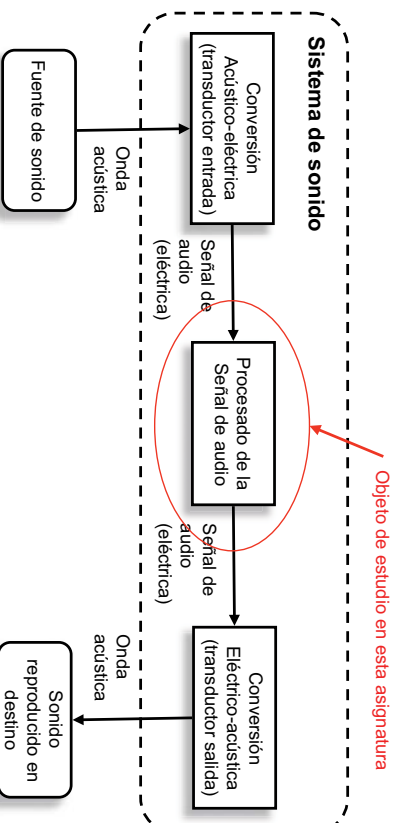 Objeto de estudio en esta asignatura
Sistema de sonido
Conversión
Acústico-eléctrica
(transductor entrada)
Señal de
audio
(eléctrica)
Procesado de la
Señal de audio
Señal de
audio
(eléctrica)
Conversión
Eléctrico-acústica
(transductor salida)
Onda
acústica
Onda
acústica
Fuente de sonido
Sonido
reproducido en
destino